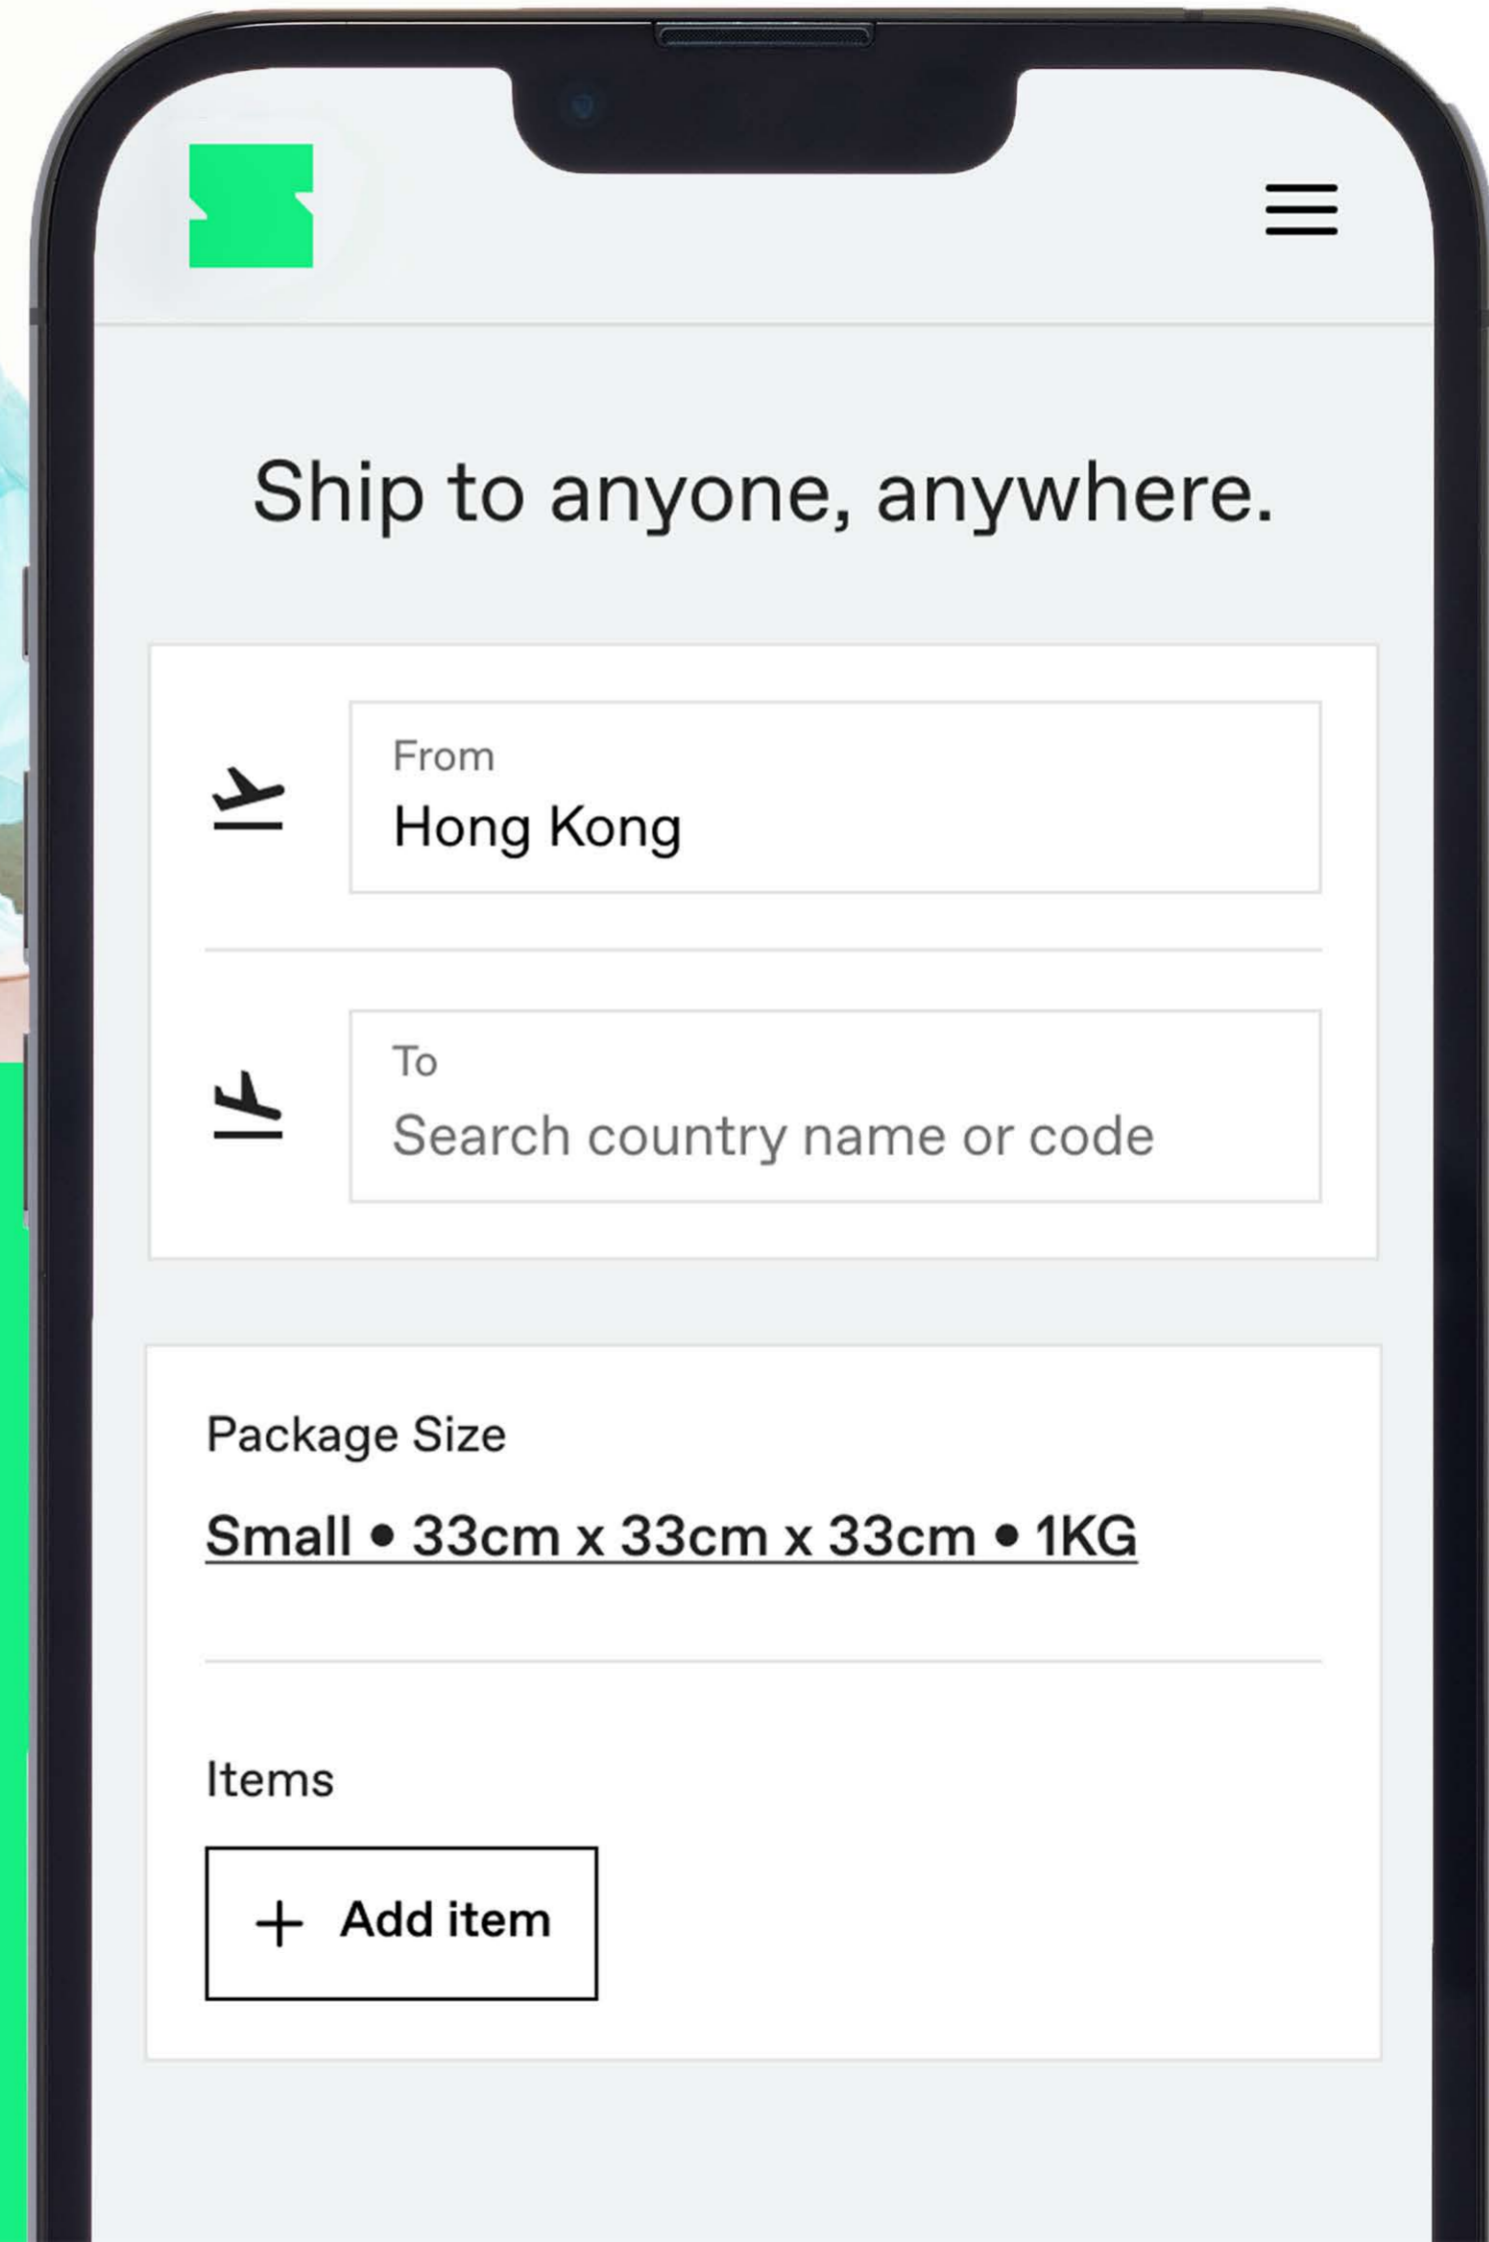 Ship to anyone, anywhere.
From
Hong Kong
To
Search country name or code
Package Size
Small • 33cm x 33cm x 33cm • 1KG
Items
+ Add item